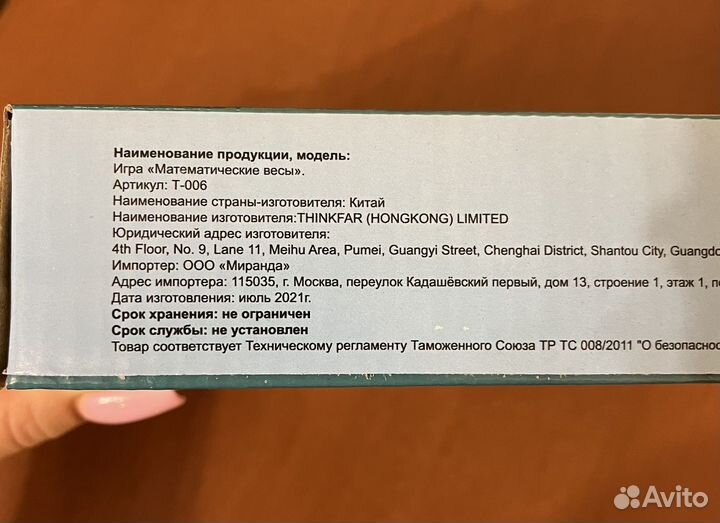 Наименование продукции, модель:
Игра «Математические весы».
Артикул: Т-006
Наименование страны-изготовителя: Китай
Наименование изготовителя:THINKFAR (HONGKONG) LIMITED
Юридический адрес изготовителя:
4th Floor, No. 9, Lane 11, Meihu Area, Pumei, Guangyi Street, Chenghai District, Shantou City,
Импортер: ООО «Миранда»
Адрес импортера: 115035, г. Москва, переулок Кадашёвский первый, дом 13, строение 1, этаж 1,
Дата изготовления: июль 2021г.
Срок хранения: не ограничен
Срок службы: не установлен
Товар соответствует Техническому регламенту Таможенного Союза ТР ТС 008/2011 "О
Avito